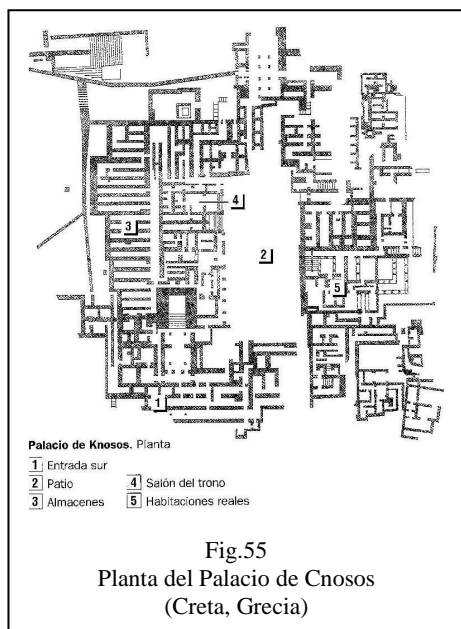 4
3
2
5
1
Palacio de Knosos. Planta
1 Entrada sur
2 Patio
3 Almacenes
4 Salón del trono
5 Habitaciones reales
Fig.55
Planta del Palacio de Cnosos
(Creta, Grecia)